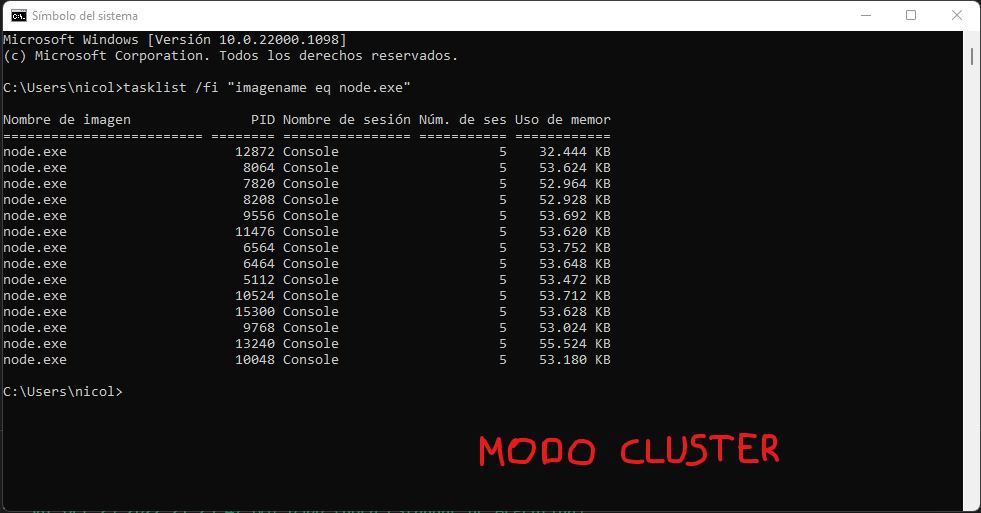 Símbolo del sistema
Microsoft Windows [Versión 10.0.22000.1098]
(c) Microsoft Corporation. Todos los derechos reservados.
C:\Users\nicol>tasklist /fi "imagename eq node.exe"
Nombre de imagen               PID Nombre de sesión Núm. de ses Uso de memor
========================= ======== ================ =========== ============
node.exe                     12872 Console                    5    32.444 KB
node.exe                      8064 Console                    5    53.624 KB
node.exe                      7820 Console                    5    52.964 KB
node.exe                      8208 Console                    5    52.928 KB
node.exe                      9556 Console                    5    53.692 KB
node.exe                     11476 Console                    5    53.620 KB
node.exe                      6564 Console                    5    53.752 KB
node.exe                      6464 Console                    5    53.648 KB
node.exe                      5112 Console                    5    53.472 KB
node.exe                     10524 Console                    5    53.712 KB
node.exe                     15300 Console                    5    53.628 KB
node.exe                      9768 Console                    5    53.024 KB
node.exe                     13240 Console                    5    55.524 KB
node.exe                     10048 Console                    5    53.180 KB
C:\Users\nicol>
MODO CLUSTER